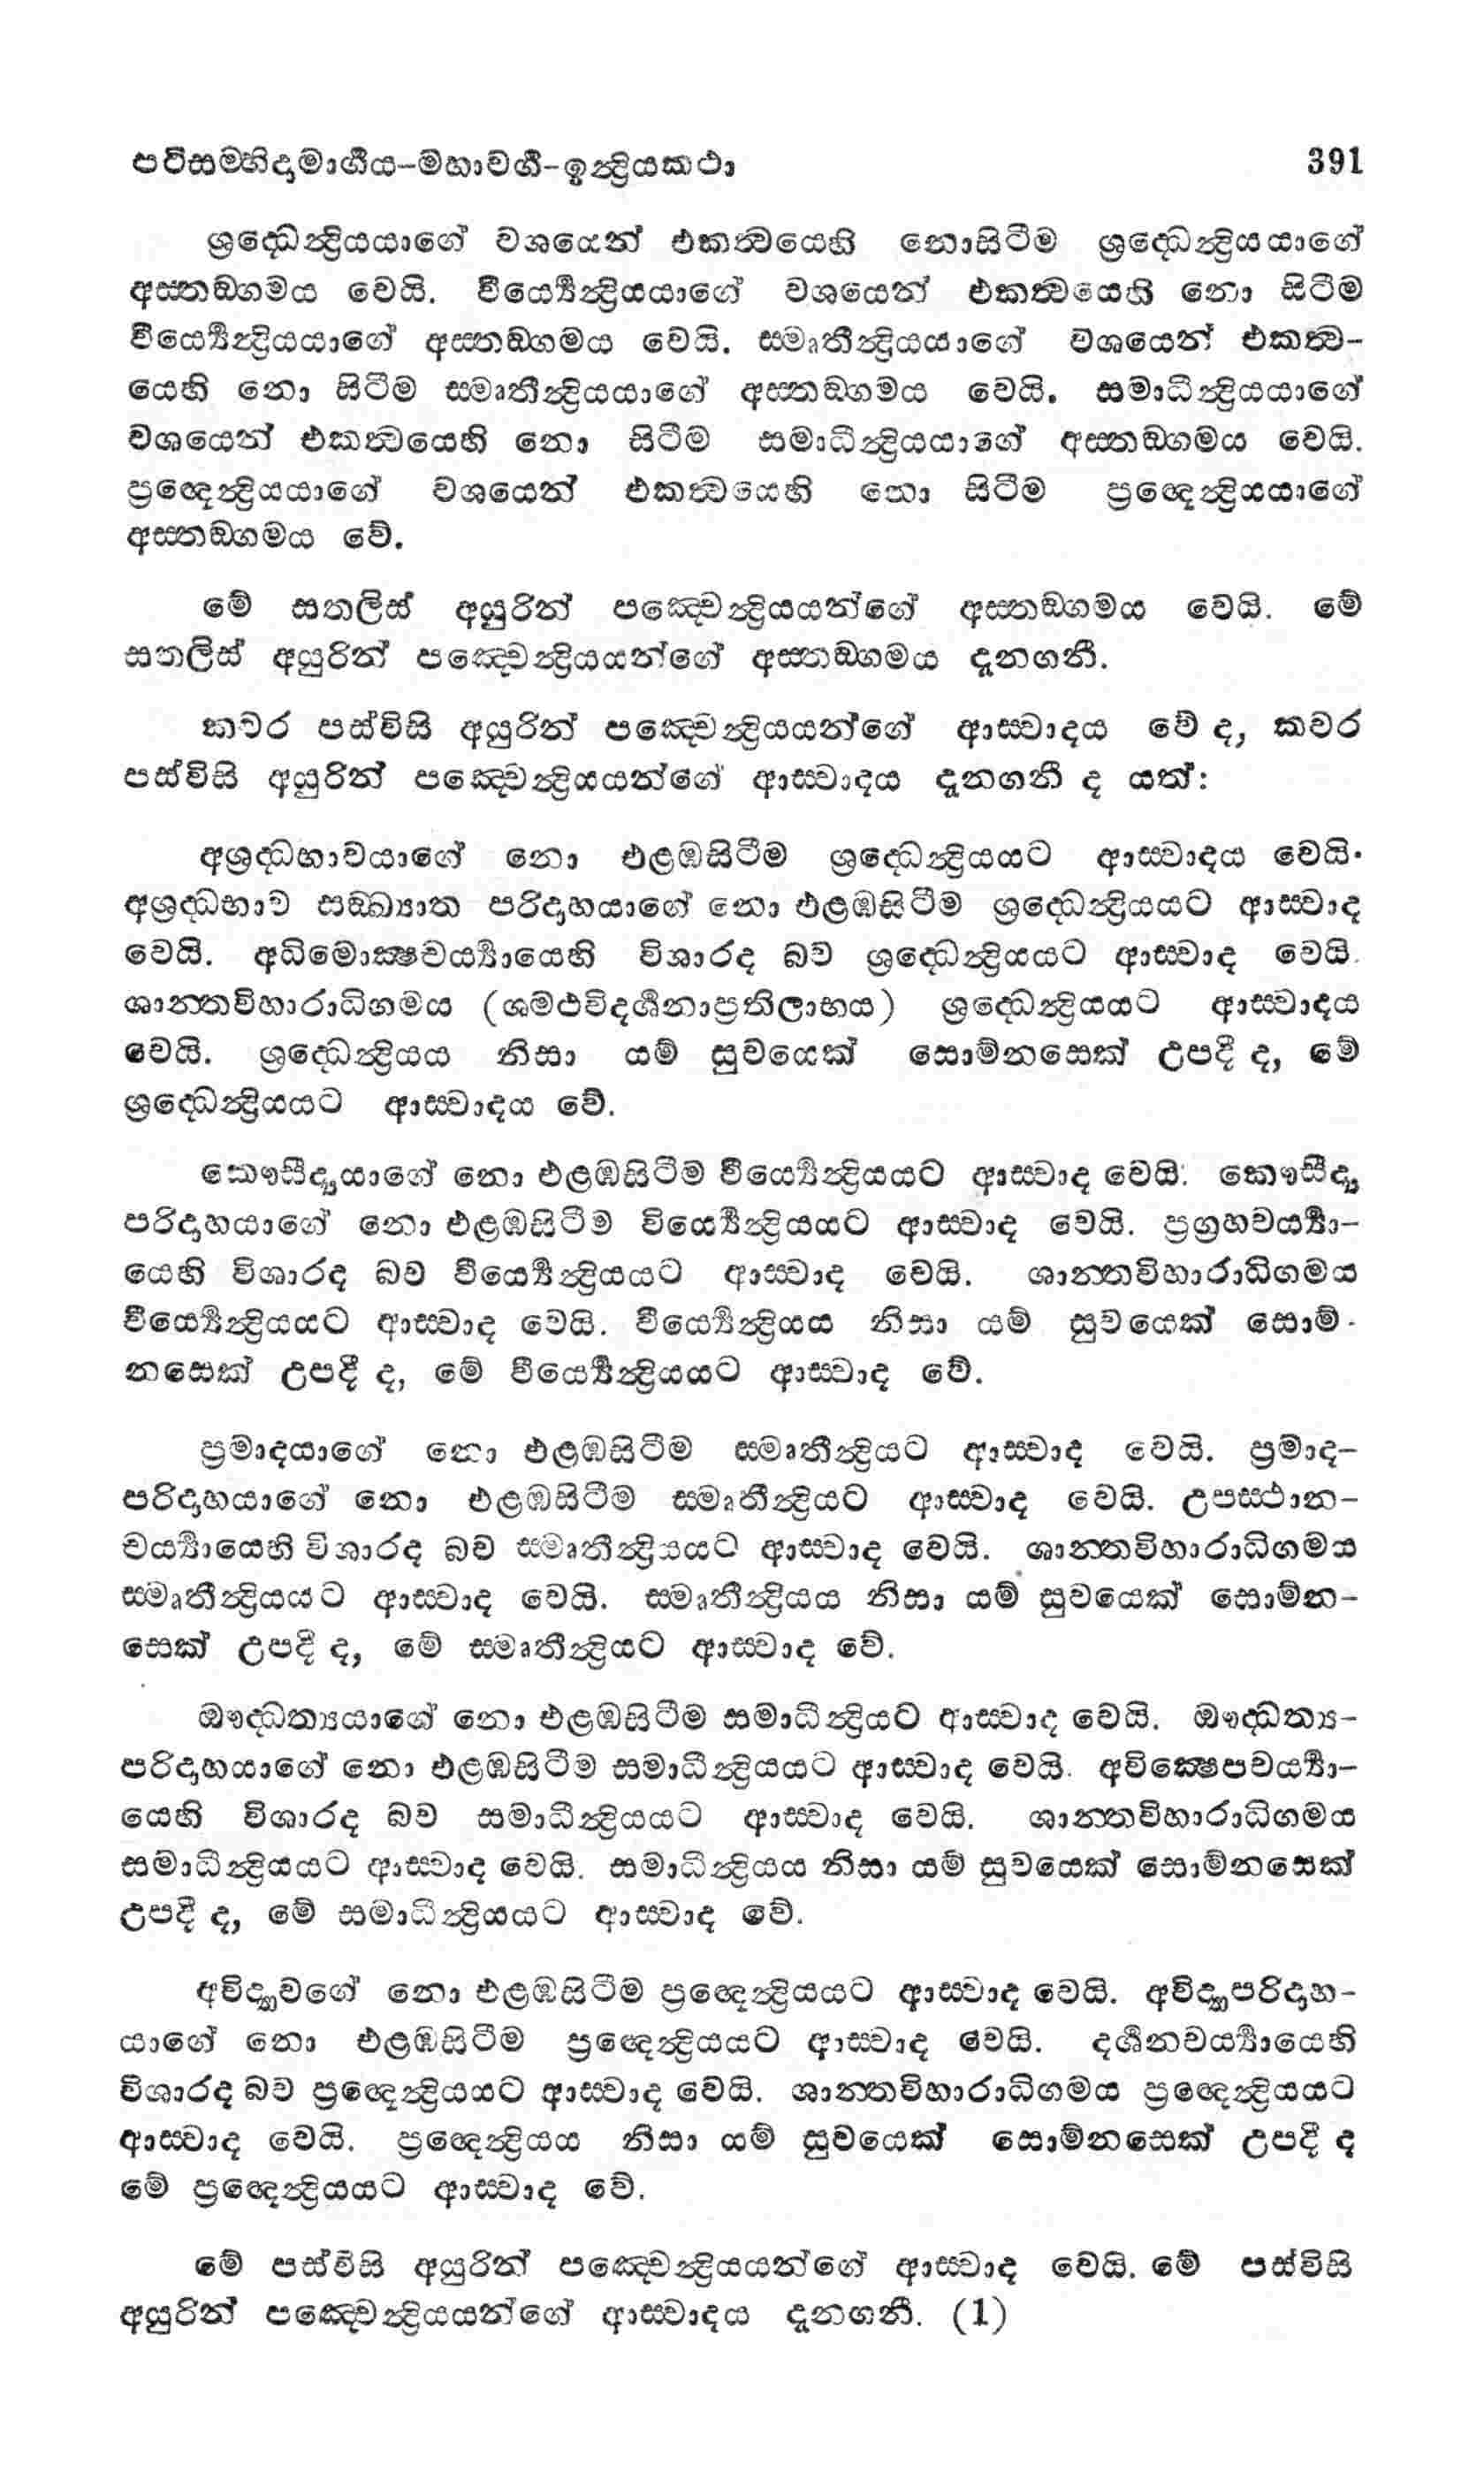 පටිසම්භිදාමාර්ගය-මහාවර්ග-ඉන්ද්‍රියකථා 391
ශ්‍රද්ධෙන්ද්‍රියයාගේ වශයෙන් එකත්‍වයෙහි නොසිටීම ශ්‍රද්ධෙන්ද්‍රියයාගේ
අස්තඞ්ගමය වෙයි. වීර්‍ය්‍යෙන්ද්‍රියයාගේ වශයෙන් එකත්‍වයෙහි නො සිටීම
වීර්‍ය්‍යෙන්ද්‍රියයාගේ අස්තඞ්ගමය වෙයි. ස්මෘතීන්ද්‍රියයාගේ වශයෙන් එකත්‍ව-
යෙහි නො සිටීම ස්මෘතීන්ද්‍රියයාගේ අස්තඞ්ගමය වෙයි. සමාධීන්ද්‍රියයාගේ
වශයෙන් එකත්‍වයෙහි නො සිටීම සමාධීන්ද්‍රියයාගේ අස්තඞ්ගමය වෙයි.
ප්‍රඥෙන්ද්‍රියයාගේ වශයෙන් එකත්‍වයෙහි නො සිටීම ප්‍රඥෙන්ද්‍රියයාගේ
අස්තඞ්ගමය වේ.
මේ සතලිස් අයුරින් පඤ්චෙන්ද්‍රියයන්ගේ අස්තඞ්ගමය වෙයි. මේ
සතලිස් අයුරින් පඤ්චෙන්ද්‍රියයන්ගේ අස්තඞ්ගමය දැනගනී.
කවර පස්විසි අයුරින් පඤ්චෙන්ද්‍රියයන්ගේ ආස්වාදය වේ ද, කවර
පස්විසි අයුරින් පඤ්චෙන්ද්‍රියයන්ගේ ආස්වාදය දැනගනී ද යත්:
අශ්‍රද්ධභාවයාගේ නො එළඹසිටීම ශ්‍රද්ධෙන්ද්‍රියයට ආස්වාදය වෙයි.
අශ්‍රද්ධභාව සඞ්ඛ්‍යාත පරිදාහයාගේ නො එළඹසිටීම ශ්‍රද්ධෙන්ද්‍රියයට ආස්වාද
වෙයි. අධිමොක්‍ෂචර්‍ය්‍යායෙහි විශාරද බව ශ්‍රද්ධෙන්ද්‍රියයට ආස්වාද වෙයි.
ශාන්තවිහාරාධිගමය (ශමථවිදර්ශනාප්‍රතිලාභය) ශ්‍රද්ධෙන්ද්‍රියයට ආස්වාදය
වෙයි. ශ්‍රද්ධෙන්ද්‍රියය නිසා යම් සුවයෙක් සොම්නසෙක් උපදී ද, මේ
ශ්‍රද්ධෙන්ද්‍රියයට ආස්වාදය වේ.
කෞසීද්‍යයාගේ නො එළඹසිටීම වීර්‍ය්‍යෙන්ද්‍රියයට ආස්වාද වෙයි. කෞසීද්‍ය
පරිදාහයාගේ නො එළඹසිටීම විර්‍ය්‍යෙන්ද්‍රියයට ආස්වාද වෙයි. ප්‍රග්‍රහචර්‍ය්‍යා-
යෙහි විශාරද බව වීර්‍ය්‍යෙන්ද්‍රියයට ආස්වාද වෙයි. ශාන්තවිහාරාධිගමය
වීර්‍ය්‍යෙන්ද්‍රියයට ආස්වාද වෙයි. වීර්‍ය්‍යෙන්ද්‍රියය නිසා යම් සුවයෙක් සොම්-
නසෙක් උපදී ද, මේ වීර්‍ය්‍යෙන්ද්‍රියයට ආස්වාද වේ.
ප්‍රමාදයාගේ නො එළඹසිටීම ස්මෘතීන්ද්‍රියට ආස්වාද වෙයි. ප්‍රමාද-
පරිදාහයාගේ නො එළඹසිටීම ස්මෘතීන්ද්‍රියට ආස්වාද වෙයි. උපස්ථාන-
චර්‍ය්‍යායෙහි විශාරද බව ස්මෘතීන්ද්‍රියයට ආස්වාද වෙයි. ශාන්තවිහාරාධිගමය
ස්මෘතීන්ද්‍රියයට ආස්වාද වෙයි. ස්මෘතීන්ද්‍රියය නිසා යම් සුවයෙක් සොම්න-
සෙක් උපදී ද, මේ ස්මෘතීන්ද්‍රියට ආස්වාද වේ.
ඖද්ධත්‍යයාගේ නො එළඹසිටීම සමාධීන්ද්‍රියට ආස්වාද වෙයි. ඖද්ධත්‍ය-
පරිදාහයාගේ නො එළඹසිටීම සමාධීන්ද්‍රියයට ආස්වාද වෙයි. අවික්‍ෂෙපචර්‍ය්‍යා-
යෙහි විශාරද බව සමාධීන්ද්‍රියයට ආස්වාද වෙයි. ශාන්තවිහාරාධිගමය
සමාධීන්ද්‍රියයට ආස්වාද වෙයි. සමාධීන්ද්‍රියය නිසා යම් සුවයෙක් සොම්නසෙක්
උපදී ද, මේ සමාධීන්ද්‍රියයට ආස්වාද වේ.
අවිද්‍යාවගේ නො එළඹසිටීම ප්‍රඥෙන්ද්‍රියයට ආස්වාද වෙයි. අවිද්‍යාපරිදාහ-
යාගේ නො එළඹසිටීම ප්‍රඥෙන්ද්‍රියයට ආස්වාද වෙයි. දර්ශනචර්‍ය්‍යායෙහි
විශාරද බව ප්‍රඥෙන්ද්‍රියයට ආස්වාද වෙයි. ශාන්තවිහාරාධිගමය ප්‍රඥෙන්ද්‍රියයට
ආස්වාද වෙයි. ප්‍රඥෙන්ද්‍රියය නිසා යම් සුවයෙක් සොම්නසෙක් උපදී ද
මේ ප්‍රඥෙන්ද්‍රියයට ආස්වාද වේ.
මේ පස්විසි අයුරින් පඤ්චෙන්ද්‍රියයන්ගේ ආස්වාද වෙයි. මේ පස්විසි
අයුරින් පඤ්චෙන්ද්‍රියයන්ගේ ආස්වාදය දැනගනී. (1)